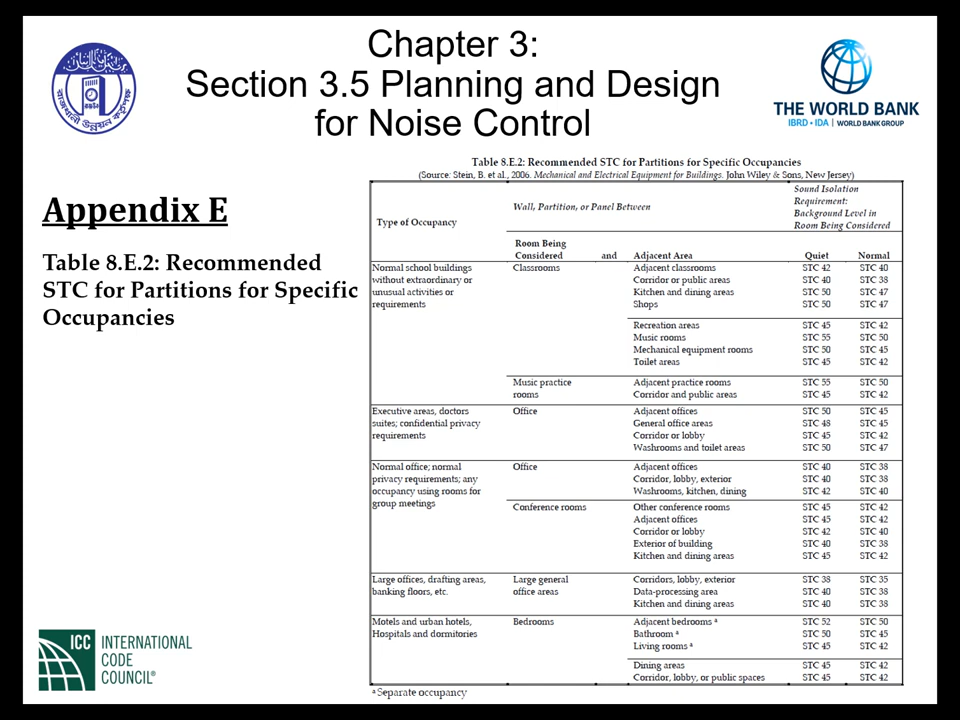 Chapter 3:
Section 3.5 Planning and Design
for Noise Control
THE WORLD BANK
IBRD • IDA | WORLD BANK GROUP
Appendix E
Table 8.E.2: Recommended
STC for Partitions for Specific
Occupancies
Table 8.E.2: Recommended STC for Partitions for Specific Occupancies
(Source: Stein, B. et al., 2006. Mechanical and Electrical Equipment for Buildings. John Wiley & Sons, New Jersey)
Type of Occupancy
Wall, Partition, or Panel Between
Sound Isolation
Requirement:
Background Level in
Room Being Considered
Room Being
Considered and Adjacent Area Quiet Normal
Normal school buildings Classrooms Adjacent classrooms STC 42 STC 40
without extraordinary or Corridor or public areas STC 40 STC 38
unusual activities or Kitchen and dining areas STC 50 STC 47
requirements Shops STC 50 STC 47
Recreation areas STC 45 STC 42
Music rooms STC 55 STC 50
Mechanical equipment rooms STC 50 STC 45
Toilet areas STC 45 STC 42
Music practice Adjacent practice rooms STC 55 STC 50
rooms Corridor and public areas STC 45 STC 42
Executive areas, doctors Office Adjacent offices STC 50 STC 45
suites; confidential privacy General office areas STC 48 STC 45
requirements Corridor or lobby STC 45 STC 42
Washrooms and toilet areas STC 50 STC 47
Normal office; normal Office Adjacent offices STC 40 STC 38
privacy requirements; any Corridor, lobby, exterior STC 40 STC 38
occupancy using rooms for Washrooms, kitchen, dining STC 42 STC 40
group meetings Conference rooms Other conference rooms STC 45 STC 42
Adjacent offices STC 45 STC 42
Corridor or lobby STC 42 STC 40
Exterior of building STC 40 STC 38
Kitchen and dining areas STC 45 STC 42
Large offices, drafting areas, Large general Corridors, lobby, exterior STC 38 STC 35
banking floors, etc. office areas Data-processing area STC 40 STC 38
Kitchen and dining areas STC 40 STC 38
Motels and urban hotels, Bedrooms Adjacent bedrooms ᵃ STC 52 STC 50
Hospitals and dormitories Bathroom ᵃ STC 50 STC 45
Living rooms ᵃ STC 45 STC 42
Dining areas STC 45 STC 42
Corridor, lobby, or public spaces STC 45 STC 42
ᵃ Separate occupancy
ICC INTERNATIONAL
CODE
COUNCIL®